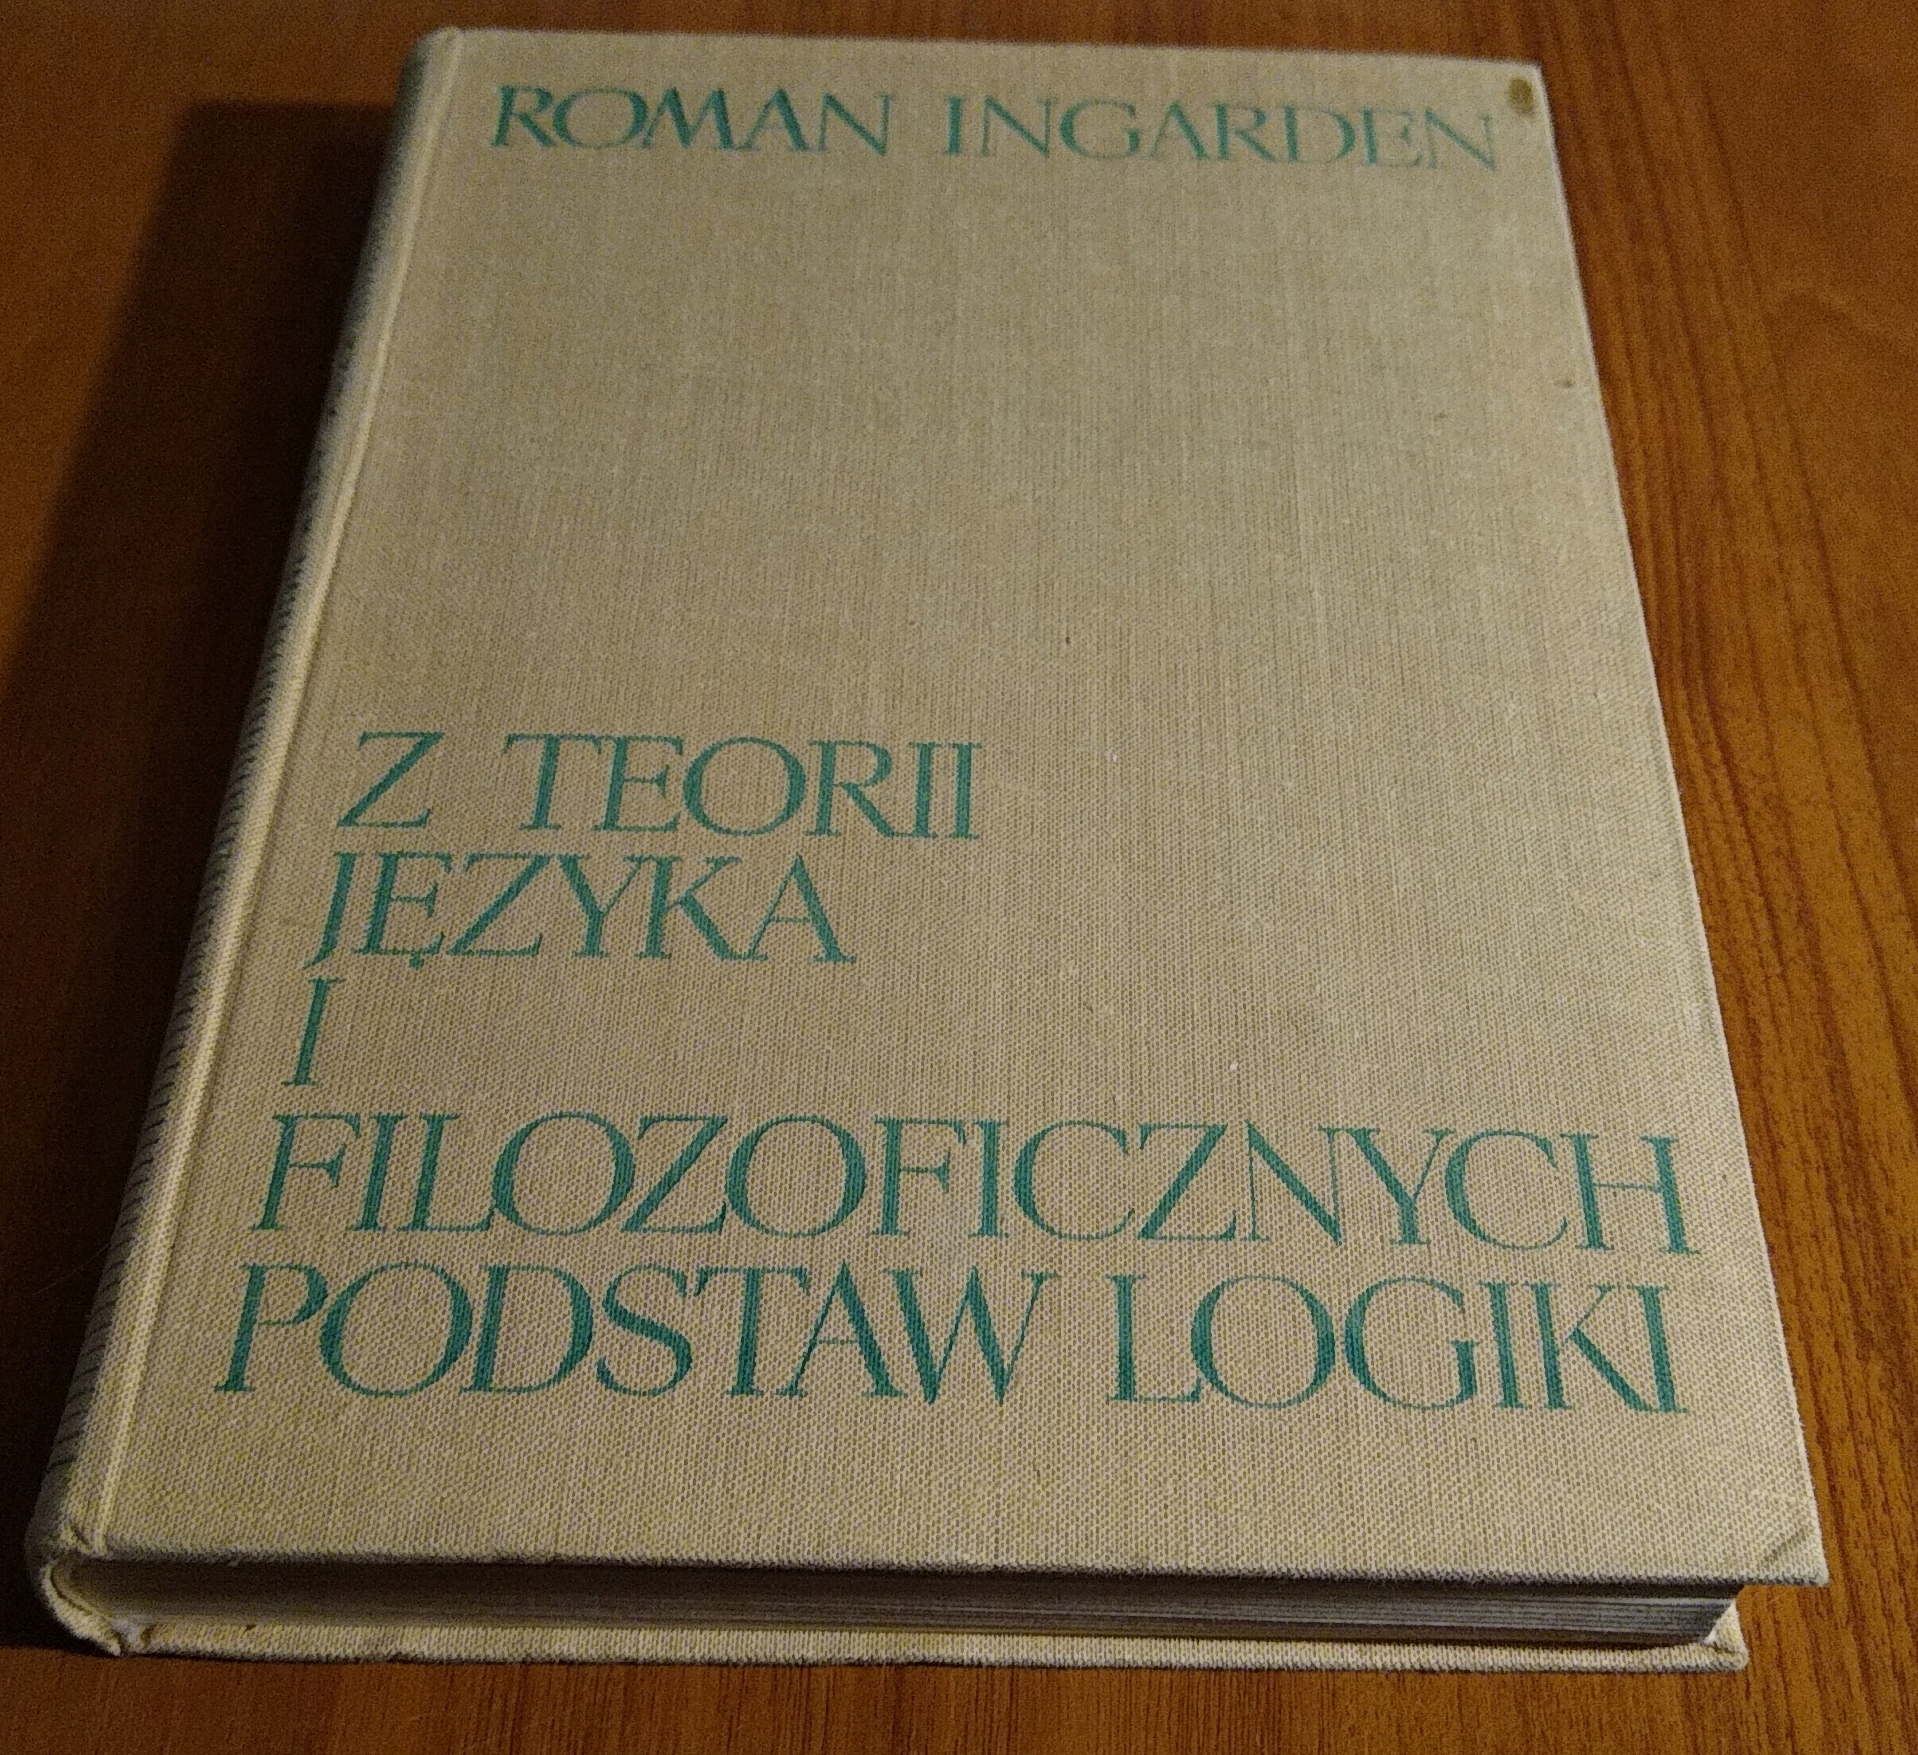 ROMAN INGARDEN
Z TEORII
JĘZYKA
I
FILOZOFICZNYCH
PODSTAW LOGIKI